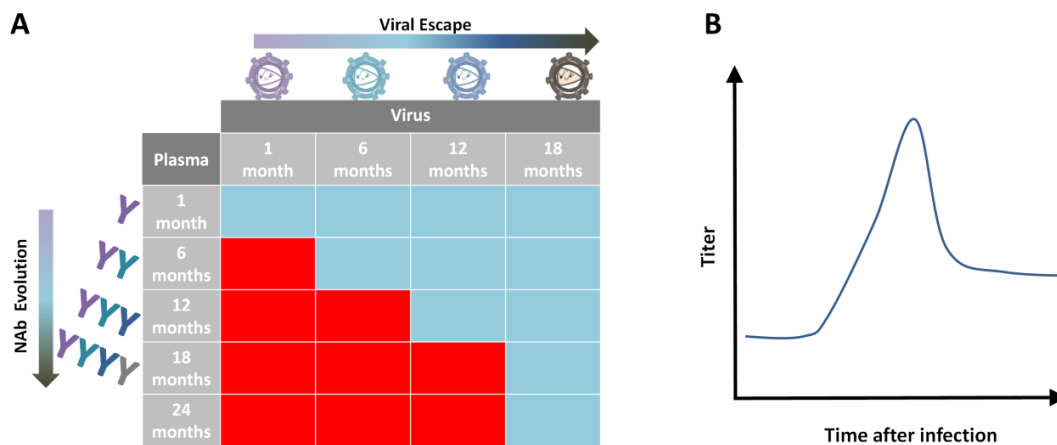 A
Viral Escape
Virus
Plasma
1
month
6
months
12
months
18
months
NAb Evolution
1
month
6
months
12
months
18
months
24
months
B
Titer
Time after infection